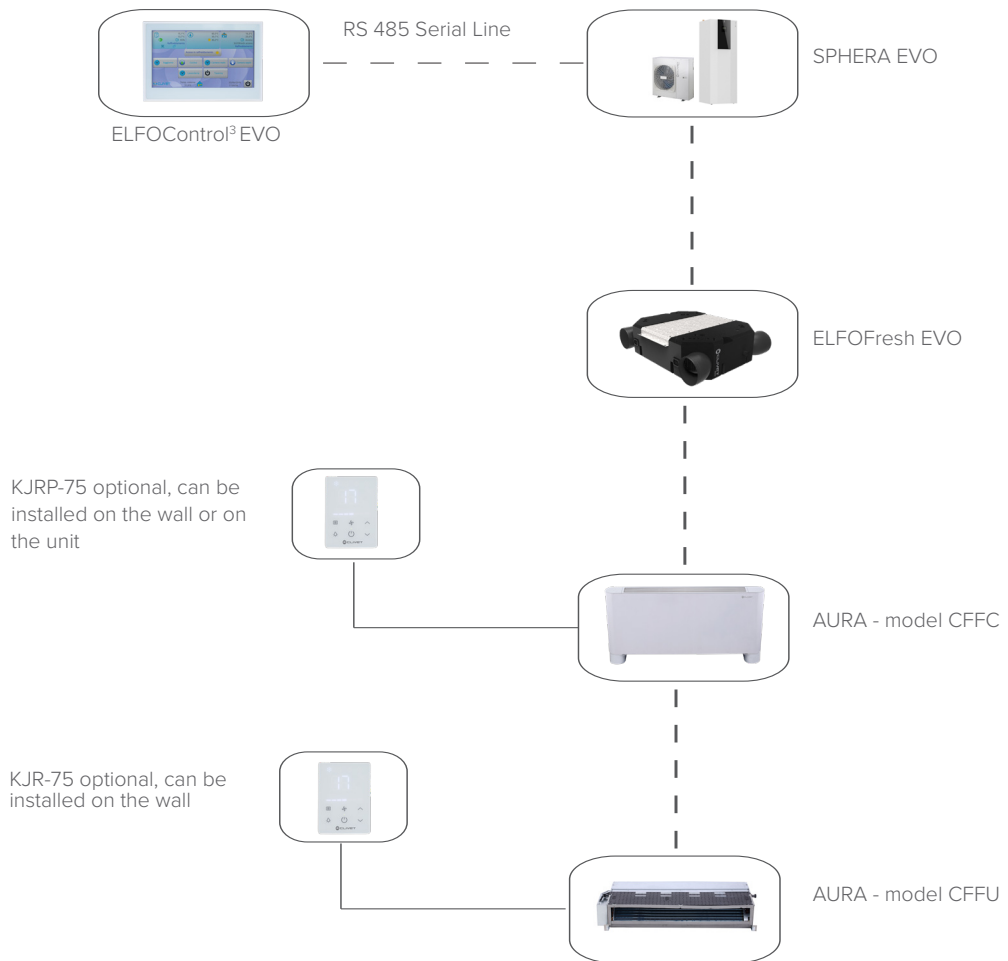 RS 485 Serial Line
SPHERA EVO
ELFOControl³ EVO
ELFOFresh EVO
KJRP-75 optional, can be
installed on the wall or on
the unit
AURA - model CFFC
KJR-75 optional, can be
installed on the wall
AURA - model CFFU